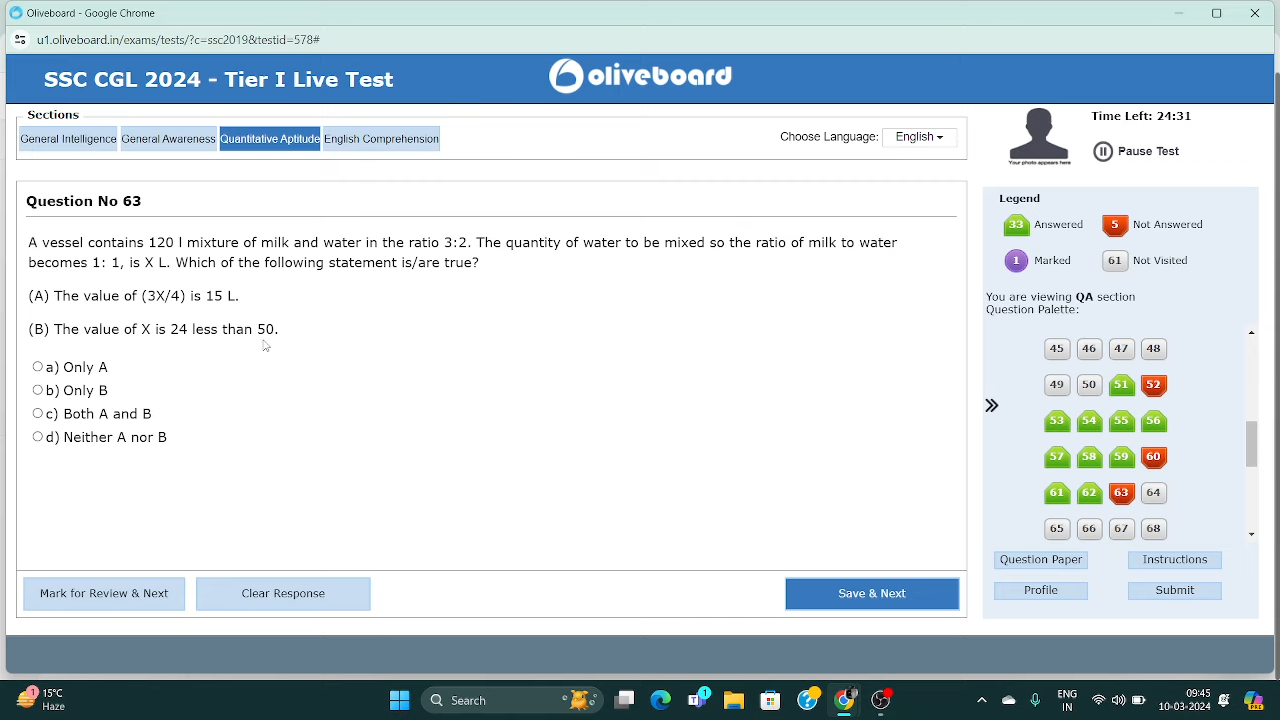 Oliveboard - Google Chrome
u1.oliveboard.in/exams/tests/?c=ssc2019&testid=578#
SSC CGL 2024 - Tier I Live Test
oliveboard
Sections
General Intelligence General Awareness Quantitative Aptitude English Comprehension
Choose Language: English
Your photo appears here
Time Left: 24:31
Pause Test
Question No 63
A vessel contains 120 l mixture of milk and water in the ratio 3:2. The quantity of water to be mixed so the ratio of milk to water
becomes 1: 1, is X L. Which of the following statement is/are true?
(A) The value of (3X/4) is 15 L.
(B) The value of X is 24 less than 50.
a) Only A
b) Only B
c) Both A and B
d) Neither A nor B
Mark for Review & Next Clear Response Save & Next
Legend
33 Answered 5 Not Answered
1 Marked 61 Not Visited
You are viewing QA section
Question Palette:
45 46 47 48
49 50 51 52
53 54 55 56
57 58 59 60
61 62 63 64
65 66 67 68
Question Paper Instructions
Profile Submit
1 15°C
Haze
Search
1
ENG
IN
09:45
10-03-2024